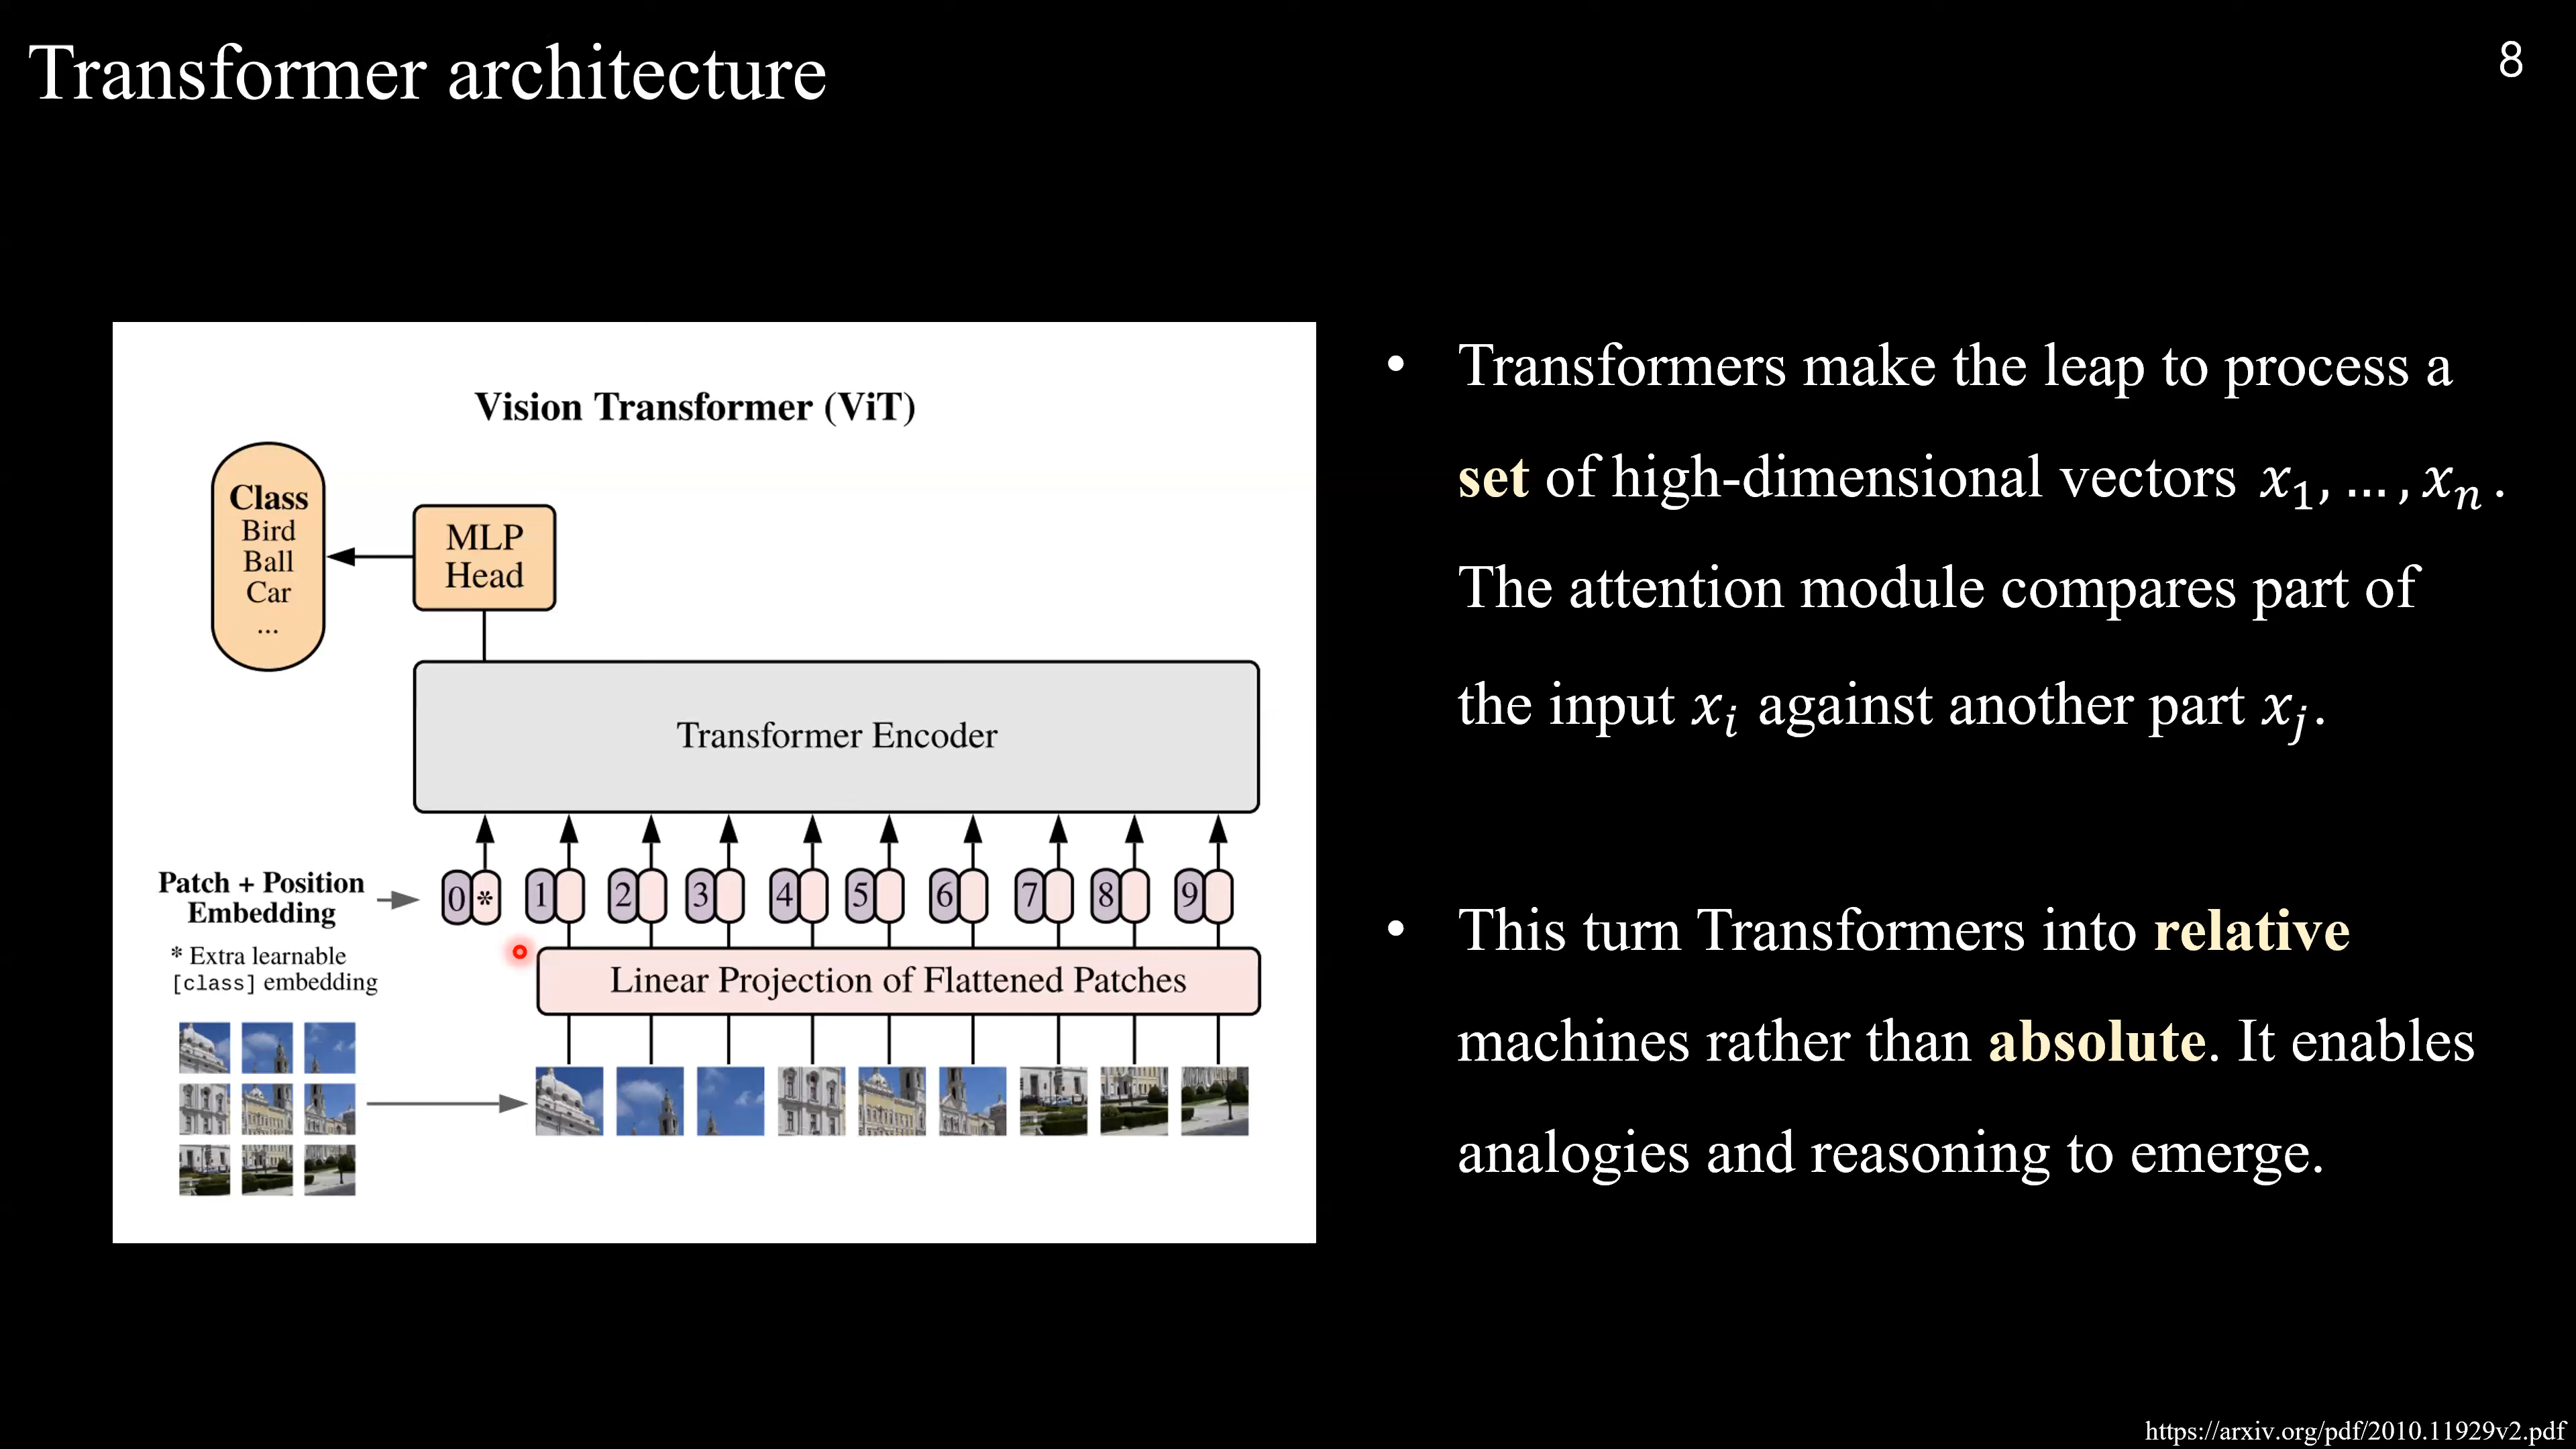 Transformer architecture
8
Vision Transformer (ViT)
Class
Bird
Ball
Car
...
MLP
Head
Transformer Encoder
Patch + Position
Embedding
* Extra learnable
[class] embedding
0 * 1 2 3 4 5 6 7 8 9
Linear Projection of Flattened Patches
• Transformers make the leap to process a
set of high-dimensional vectors x₁, … , xₙ .
The attention module compares part of
the input xᵢ against another part xⱼ.
• This turn Transformers into relative
machines rather than absolute. It enables
analogies and reasoning to emerge.
https://arxiv.org/pdf/2010.11929v2.pdf